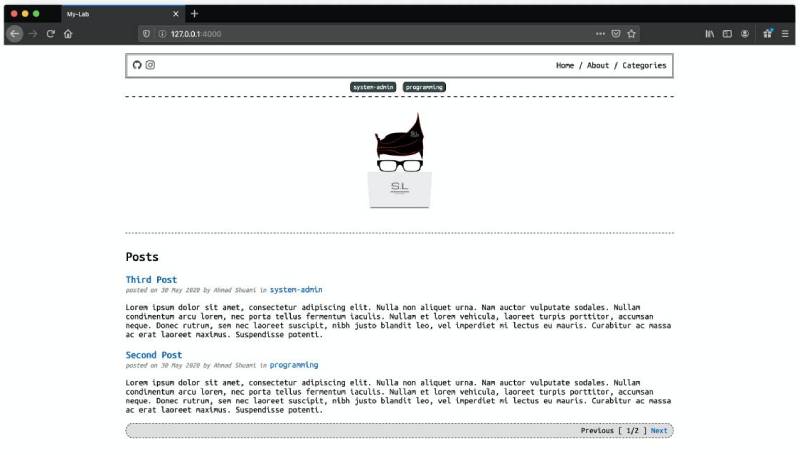 My-Lab
127.0.0.1:4000
Home / About / Categories
system-admin programming
S.L
Posts
Third Post
posted on 30 May 2020 by Ahmad Shuami in system-admin
Lorem ipsum dolor sit amet, consectetur adipiscing elit. Nulla non aliquet urna. Nam auctor vulputate sodales. Nullam
condimentum arcu lorem, nec porta tellus fermentum iaculis. Nullam et lorem vehicula, laoreet turpis porttitor, accumsan
neque. Donec rutrum, sem nec laoreet suscipit, nibh justo blandit leo, vel imperdiet mi lectus eu mauris. Curabitur ac massa
ac erat laoreet maximus. Suspendisse potenti.
Second Post
posted on 30 May 2020 by Ahmad Shuami in programming
Lorem ipsum dolor sit amet, consectetur adipiscing elit. Nulla non aliquet urna. Nam auctor vulputate sodales. Nullam
condimentum arcu lorem, nec porta tellus fermentum iaculis. Nullam et lorem vehicula, laoreet turpis porttitor, accumsan
neque. Donec rutrum, sem nec laoreet suscipit, nibh justo blandit leo, vel imperdiet mi lectus eu mauris. Curabitur ac massa
ac erat laoreet maximus. Suspendisse potenti.
Previous [ 1/2 ] Next